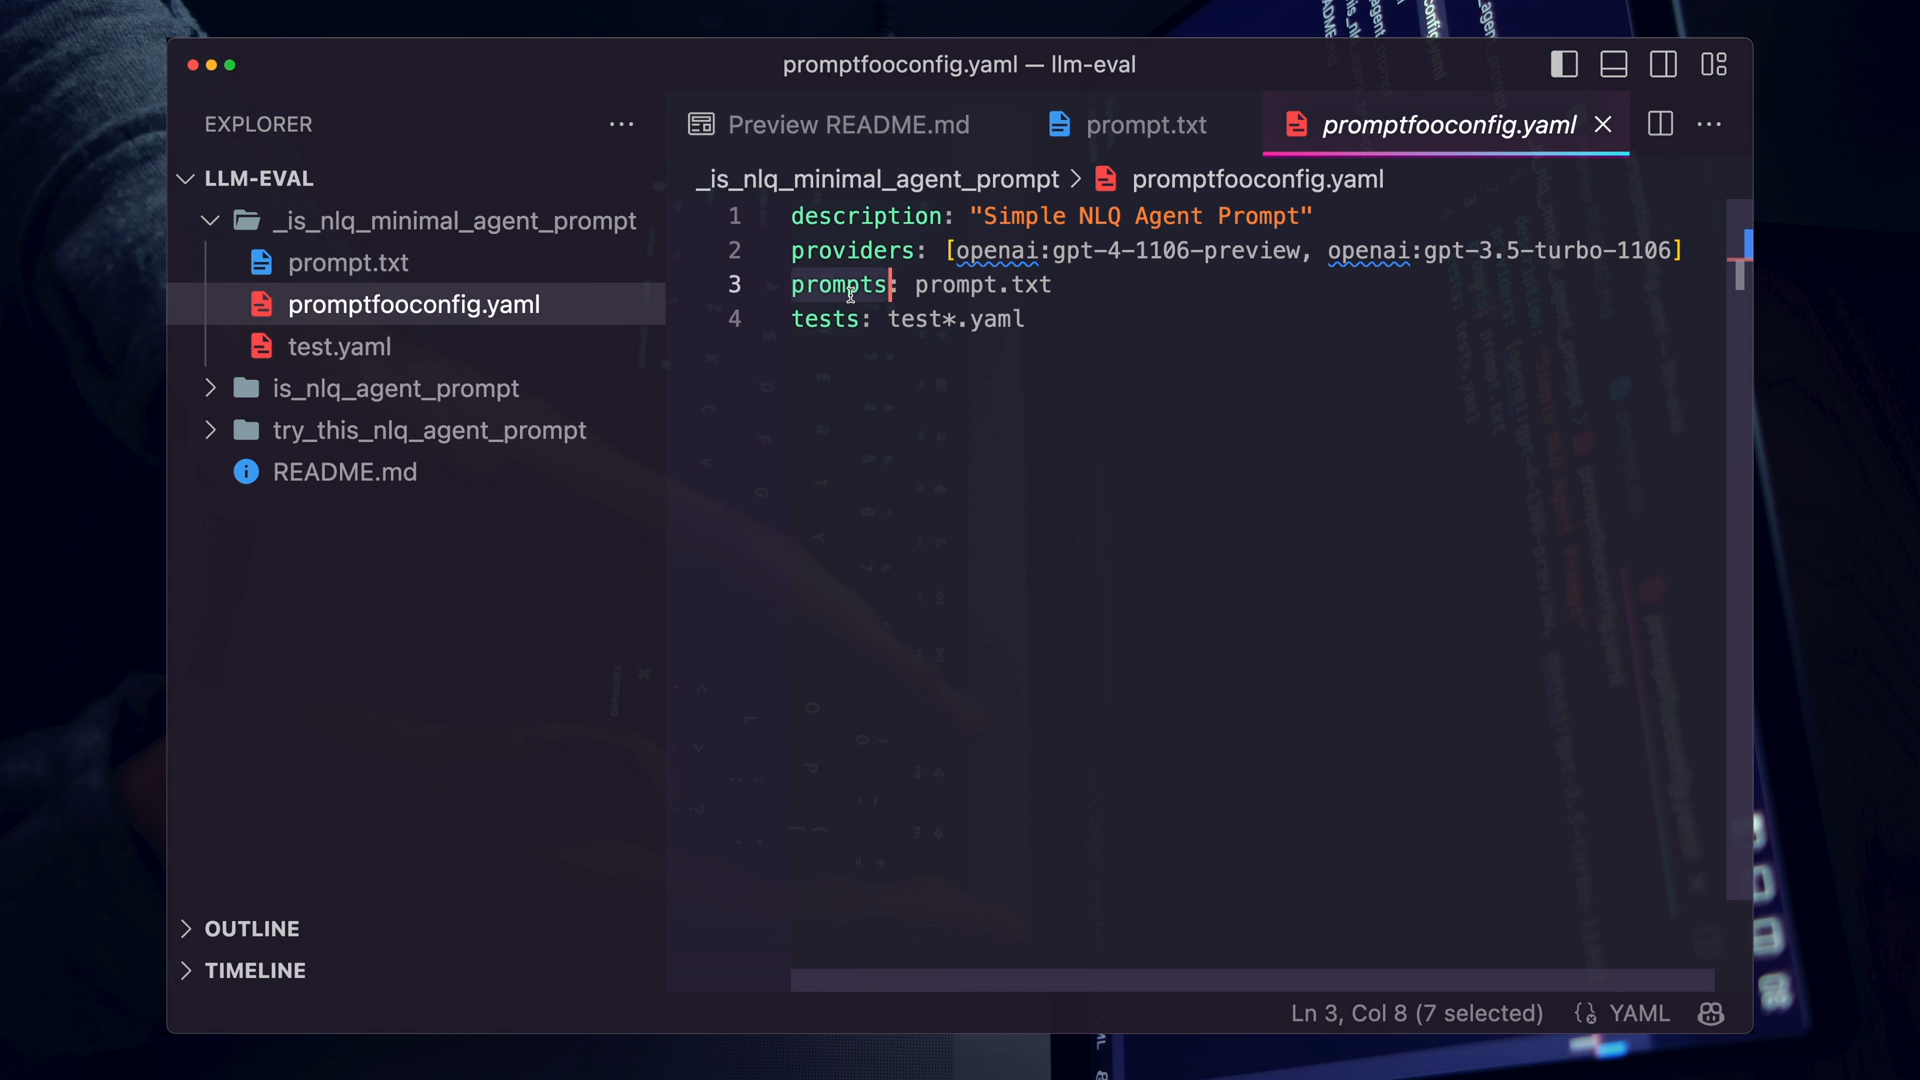 promptfooconfig.yaml — llm-eval
EXPLORER
LLM-EVAL
_is_nlq_minimal_agent_prompt
prompt.txt
promptfooconfig.yaml
test.yaml
is_nlq_agent_prompt
try_this_nlq_agent_prompt
README.md
OUTLINE
TIMELINE
Preview README.md
prompt.txt
promptfooconfig.yaml
_is_nlq_minimal_agent_prompt > promptfooconfig.yaml
1 description: "Simple NLQ Agent Prompt"
2 providers: [openai:gpt-4-1106-preview, openai:gpt-3.5-turbo-1106]
3 prompts: prompt.txt
4 tests: test*.yaml
Ln 3, Col 8 (7 selected)
YAML